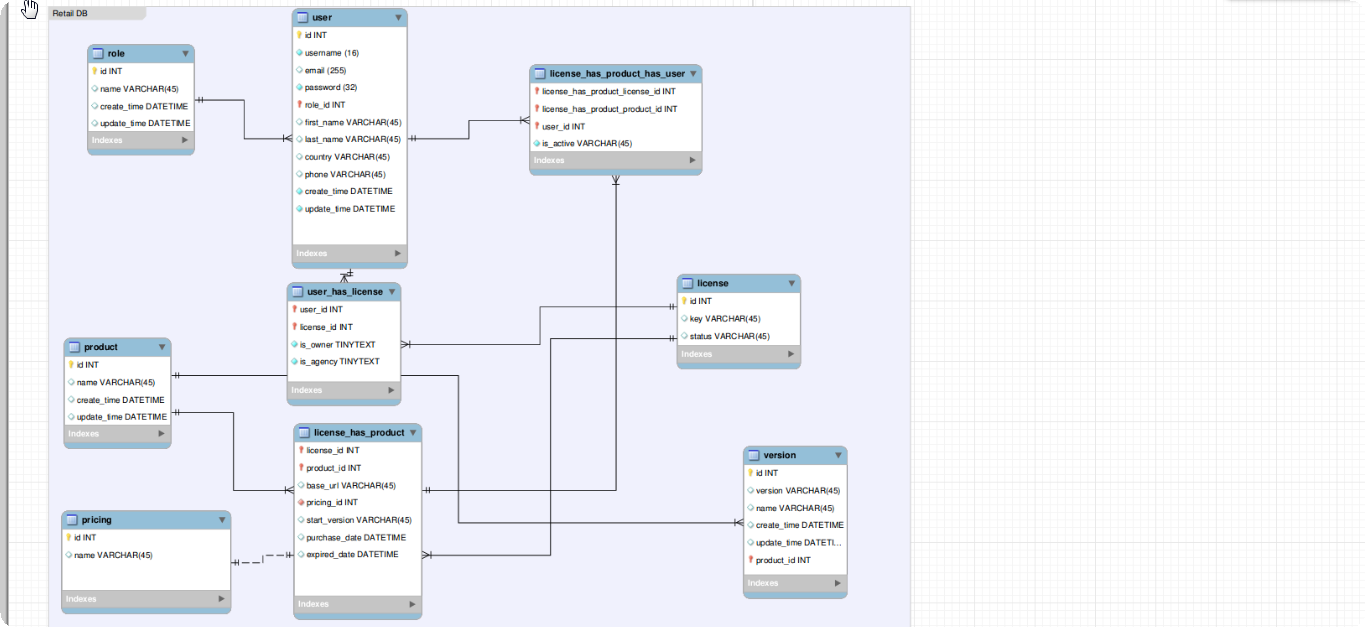 Retail DB
user
id INT
username (16)
email (255)
password (32)
role_id INT
first_name VARCHAR(45)
last_name VARCHAR(45)
country VARCHAR(45)
phone VARCHAR(45)
create_time DATETIME
update_time DATETIME
Indexes
role
id INT
name VARCHAR(45)
create_time DATETIME
update_time DATETIME
Indexes
license_has_product_has_user
license_has_product_license_id INT
license_has_product_product_id INT
user_id INT
is_active VARCHAR(45)
Indexes
user_has_license
user_id INT
license_id INT
is_owner TINYTEXT
is_agency TINYTEXT
Indexes
license
id INT
key VARCHAR(45)
status VARCHAR(45)
Indexes
product
id INT
name VARCHAR(45)
create_time DATETIME
update_time DATETIME
Indexes
license_has_product
license_id INT
product_id INT
base_url VARCHAR(45)
pricing_id INT
start_version VARCHAR(45)
purchase_date DATETIME
expired_date DATETIME
Indexes
version
id INT
version VARCHAR(45)
name VARCHAR(45)
create_time DATETIME
update_time DATETI...
product_id INT
Indexes
pricing
id INT
name VARCHAR(45)
Indexes